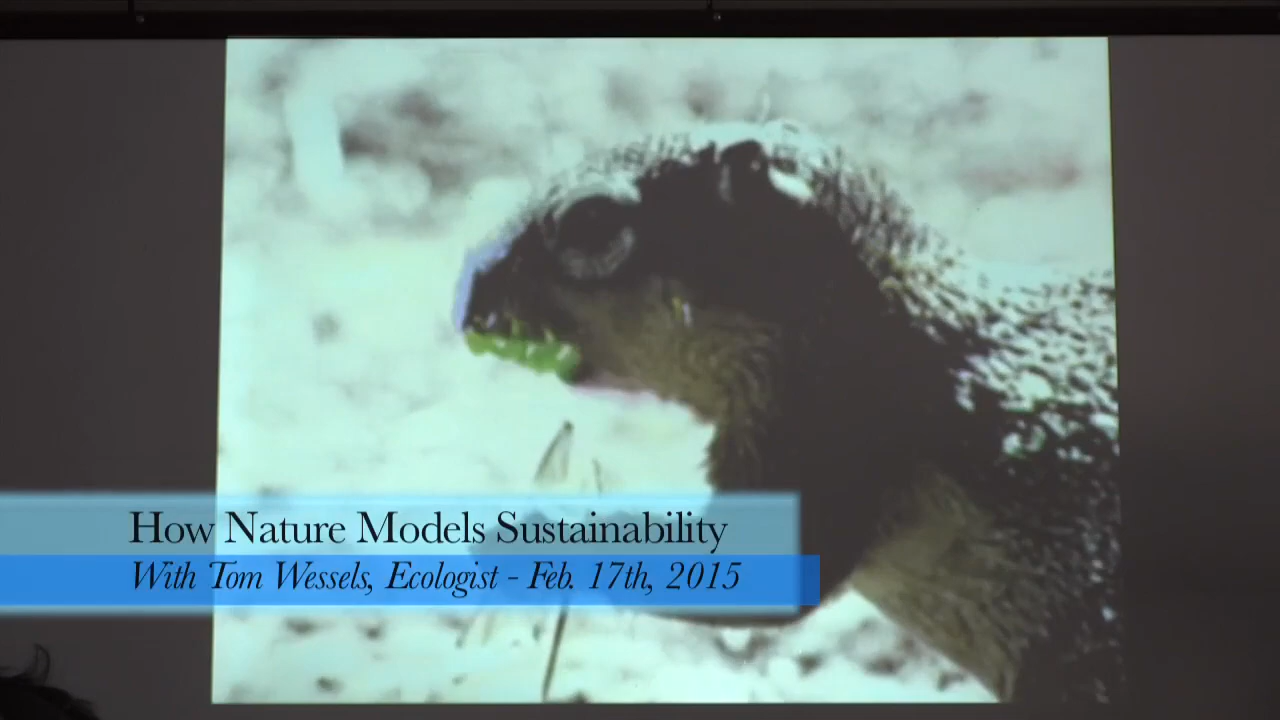 How Nature Models Sustainability
With Tom Wessels, Ecologist - Feb. 17th, 2015